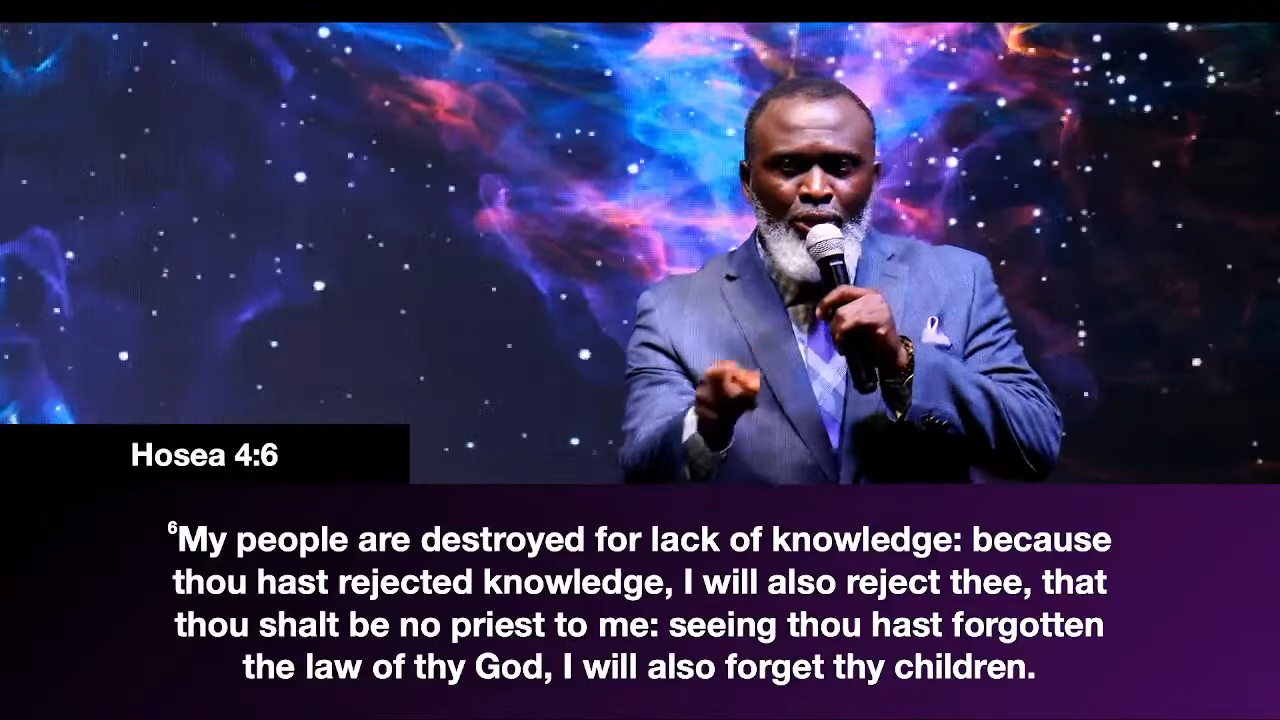 Hosea 4:6
⁶My people are destroyed for lack of knowledge: because
thou hast rejected knowledge, I will also reject thee, that
thou shalt be no priest to me: seeing thou hast forgotten
the law of thy God, I will also forget thy children.